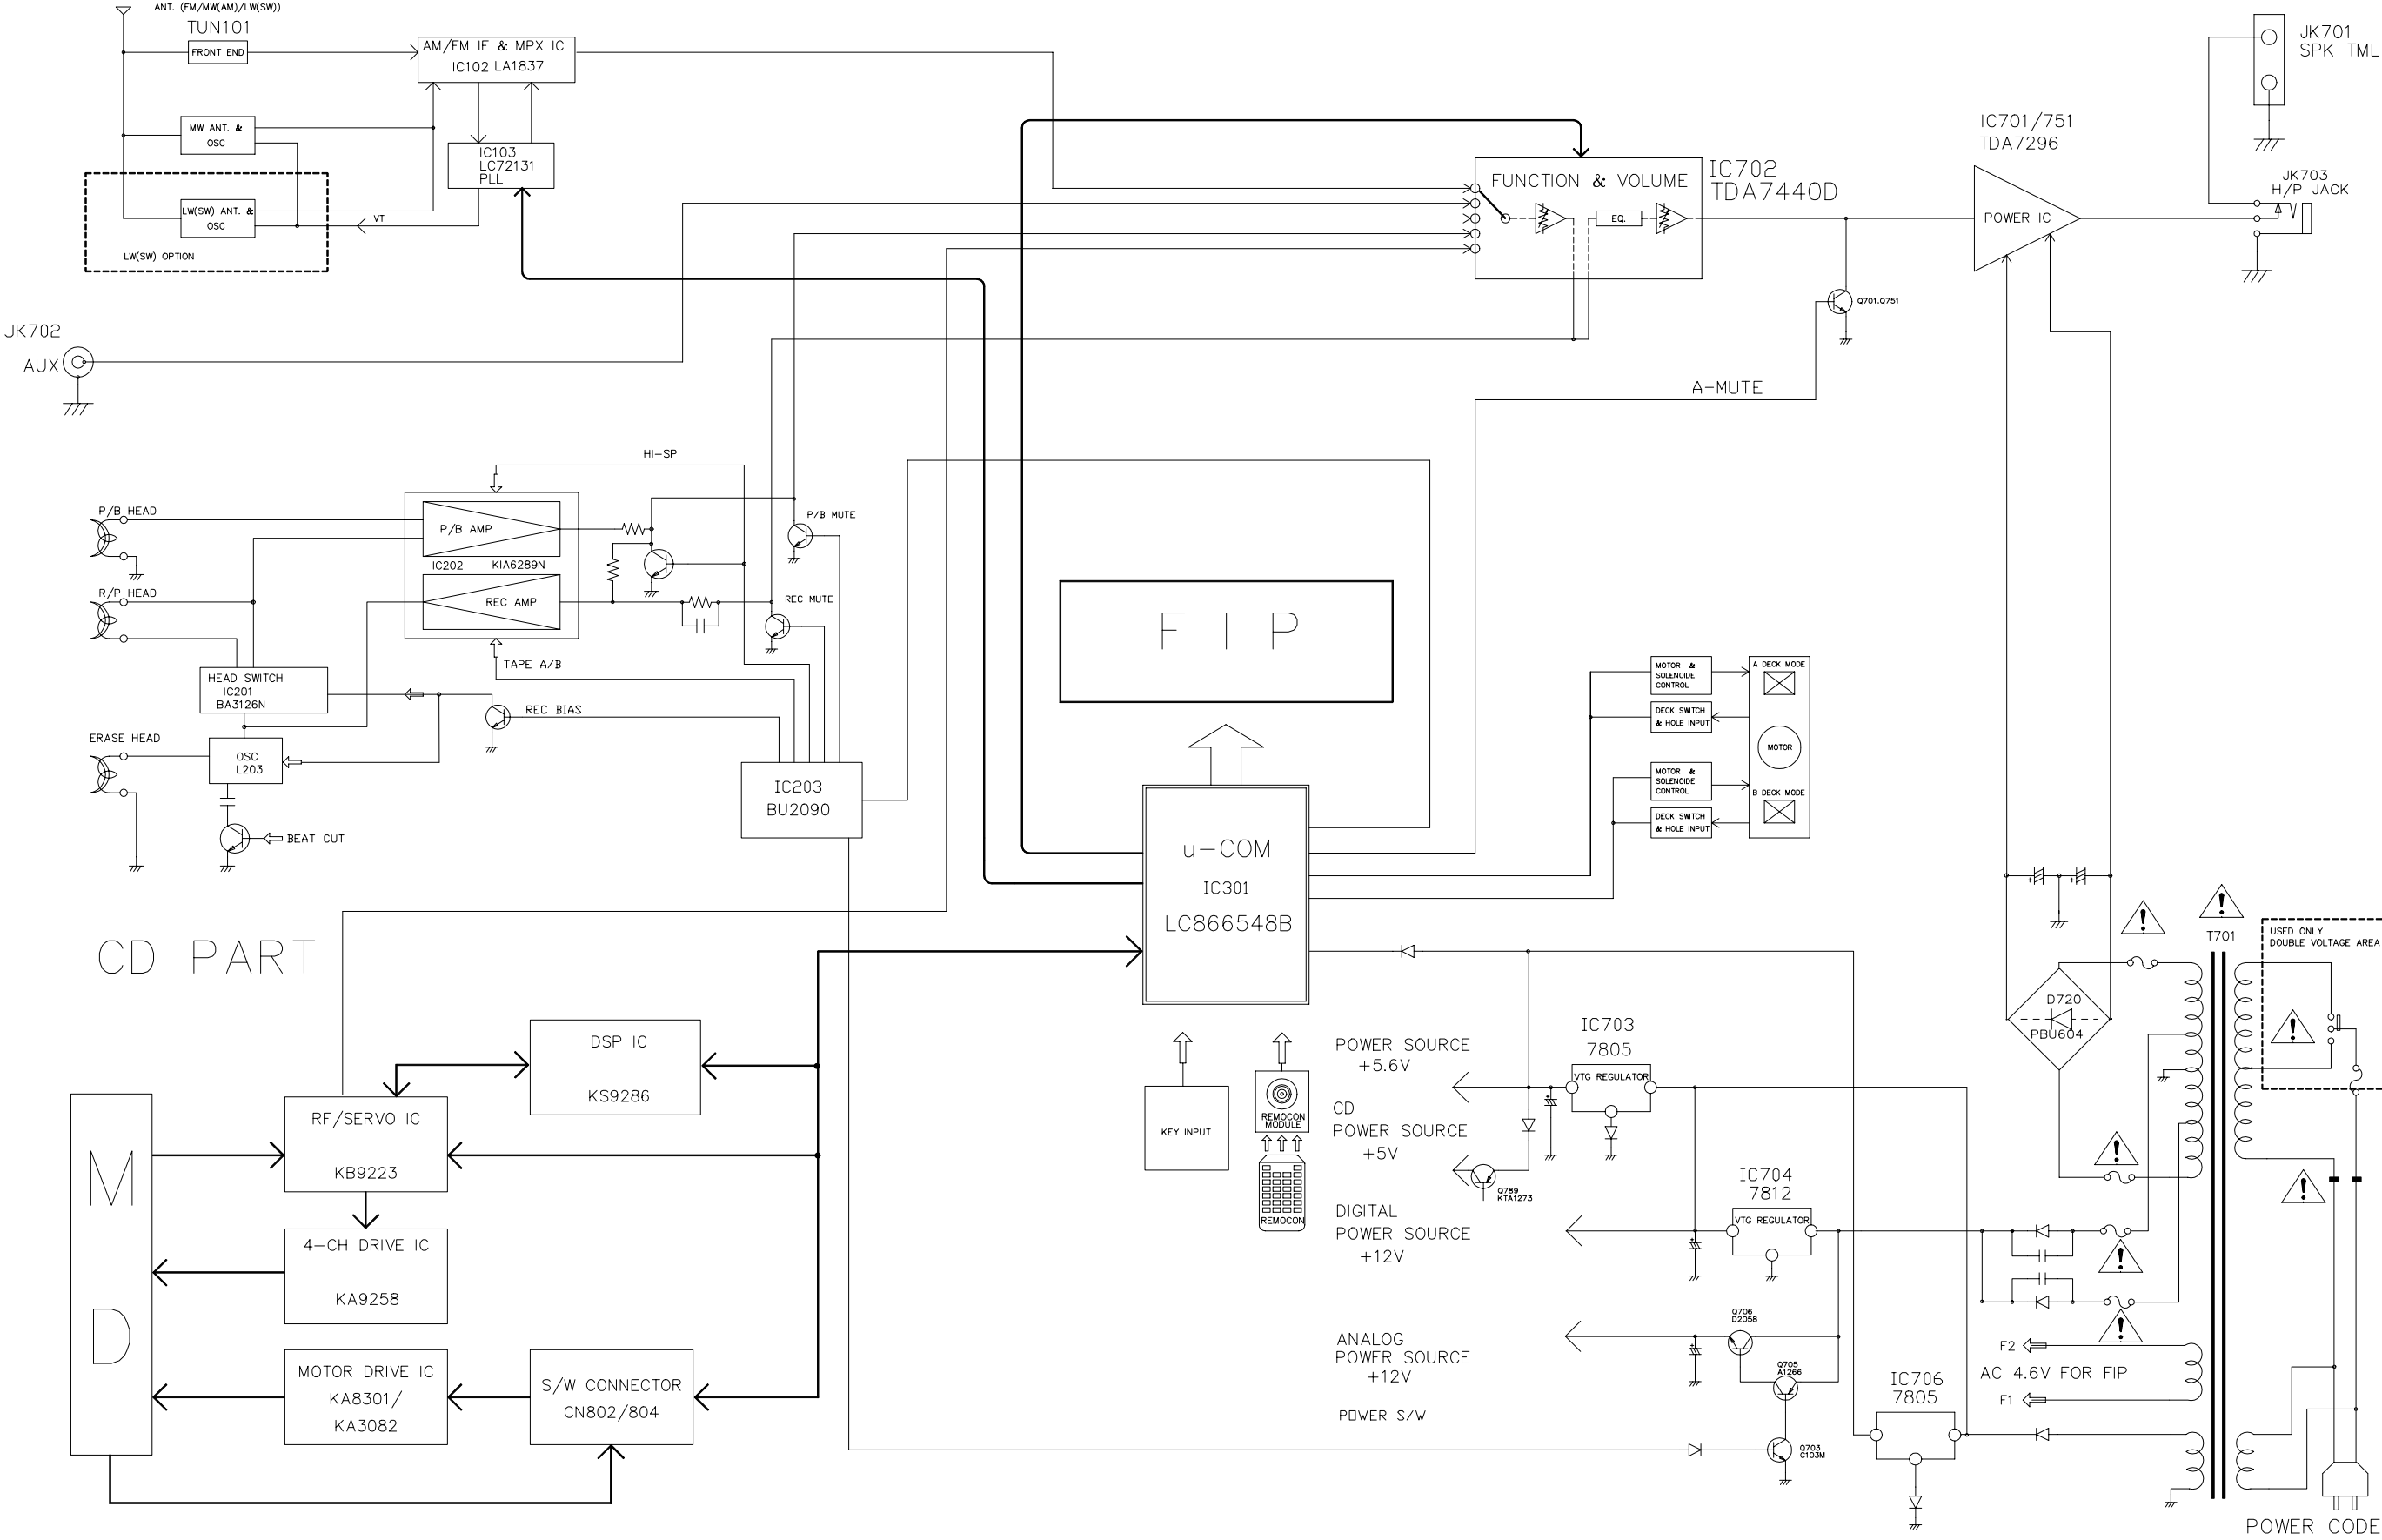 ANT. (FM/MW(AM)/LW(SW))
TUN101
FRONT END
AM/FM IF & MPX IC
IC102 LA1837
MW ANT. &
OSC
IC103
LC72131
PLL
LW(SW) ANT. &
OSC
VT
LW(SW) OPTION
JK701
SPK TML
IC701/751
TDA7296
POWER IC
JK703
H/P JACK
FUNCTION & VOLUME
EQ.
IC702
TDA7440D
Q701.Q751
A-MUTE
JK702
AUX
HI-SP
P/B HEAD
P/B AMP
IC202
KIA6289N
REC AMP
P/B MUTE
REC MUTE
R/P HEAD
TAPE A/B
HEAD SWITCH
IC201
BA3126N
REC BIAS
ERASE HEAD
OSC
L203
BEAT CUT
IC203
BU2090
F I P
u-COM
IC301
LC866548B
MOTOR &
SOLENOIDE
CONTROL
DECK SWITCH
& HOLE INPUT
MOTOR &
SOLENOIDE
CONTROL
DECK SWITCH
& HOLE INPUT
A DECK MODE
MOTOR
B DECK MODE
CD PART
M
D
DSP IC
KS9286
RF/SERVO IC
KB9223
4-CH DRIVE IC
KA9258
MOTOR DRIVE IC
KA8301/
KA3082
S/W CONNECTOR
CN802/804
KEY INPUT
REMOCON
MODULE
REMOCON
POWER SOURCE
+5.6V
CD
POWER SOURCE
+5V
DIGITAL
POWER SOURCE
+12V
ANALOG
POWER SOURCE
+12V
POWER S/W
IC703
7805
VTG REGULATOR
Q789
KTA1273
IC704
7812
VTG REGULATOR
Q706
D2058
Q705
A1266
Q703
C103M
IC706
7805
D720
PBU604
!
!
T701
USED ONLY
DOUBLE VOLTAGE AREA
!
!
!
!
!
F2
AC 4.6V FOR FIP
F1
POWER CODE